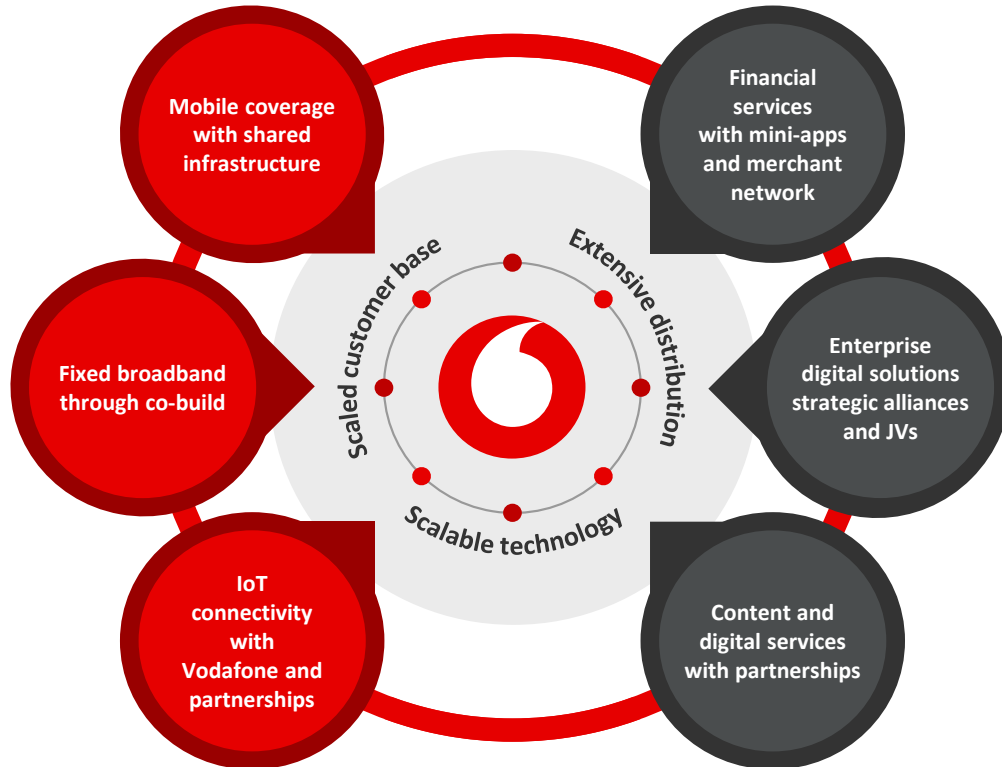 Mobile coverage
with shared
infrastructure
Financial
services
with mini-apps
and merchant
network
Scaled customer base
Extensive distribution
Fixed broadband
through co-build
Enterprise
digital solutions
strategic alliances
and JVs
Scalable technology
IoT
connectivity
with
Vodafone and
partnerships
Content and
digital services
with partnerships